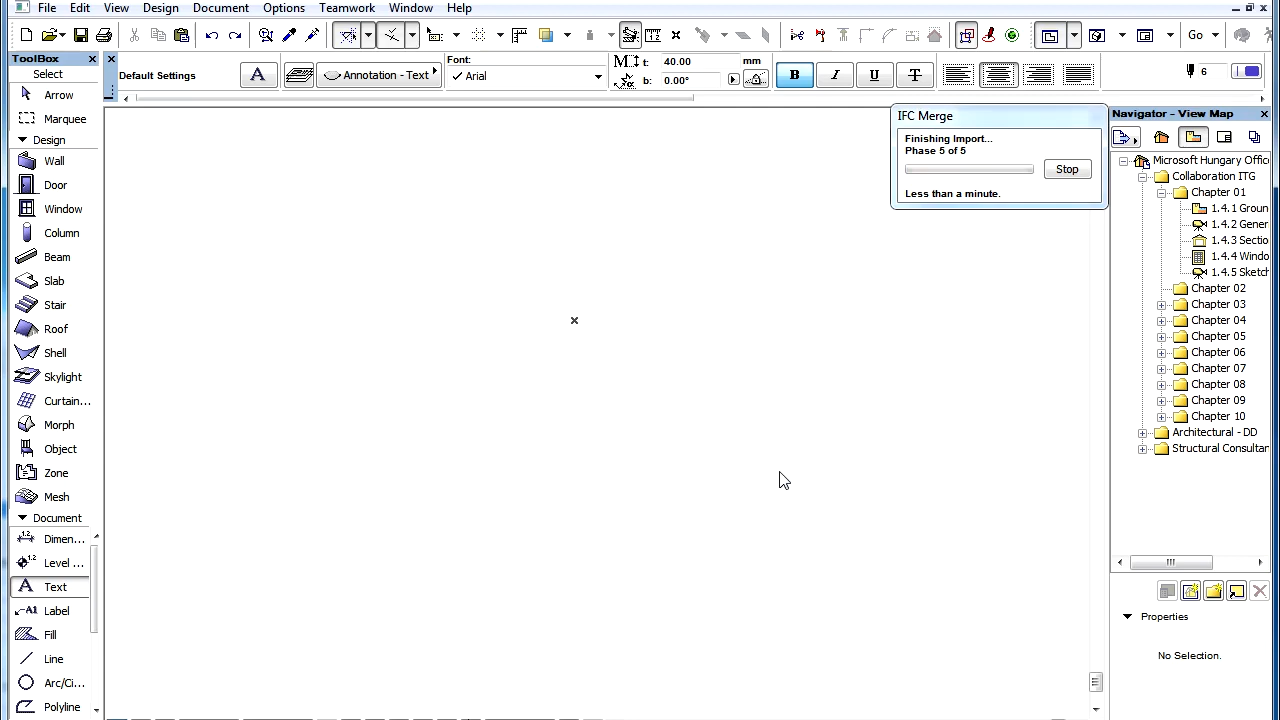 File Edit View Design Document Options Teamwork Window Help
Go
ToolBox
Select
Arrow
Marquee
Design
Wall
Door
Window
Column
Beam
Slab
Stair
Roof
Shell
Skylight
Curtain...
Morph
Object
Zone
Mesh
Document
Dimen...
Level ...
Text
Label
Fill
Line
Arc/Ci...
Polyline
Default Settings
A
Annotation - Text
Font:
Arial
t: 40.00 mm
b: 0.00°
B I U T
6
IFC Merge
Finishing Import...
Phase 5 of 5
Stop
Less than a minute.
Navigator - View Map
Microsoft Hungary Offic
Collaboration ITG
Chapter 01
1.4.1 Groun
1.4.2 Gener
1.4.3 Sectio
1.4.4 Windo
1.4.5 Sketch
Chapter 02
Chapter 03
Chapter 04
Chapter 05
Chapter 06
Chapter 07
Chapter 08
Chapter 09
Chapter 10
Architectural - DD
Structural Consultan
Properties
No Selection.